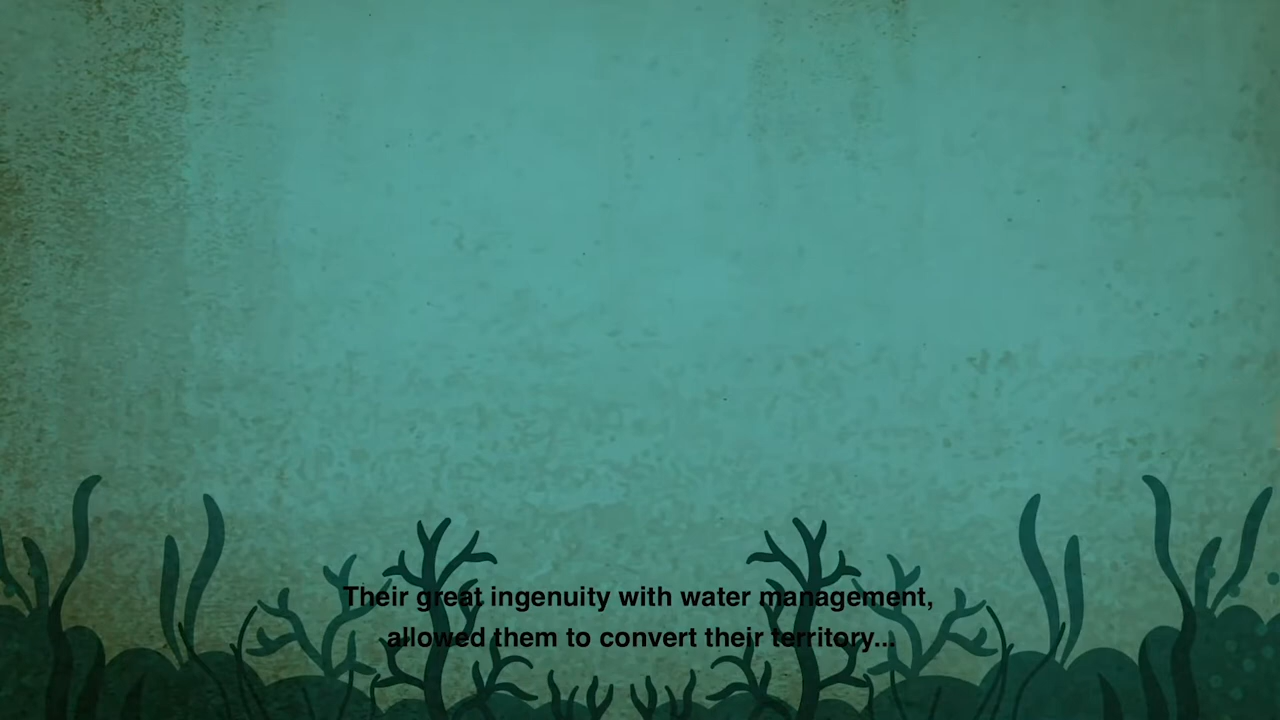 Their great ingenuity with water management,
allowed them to convert their territory...